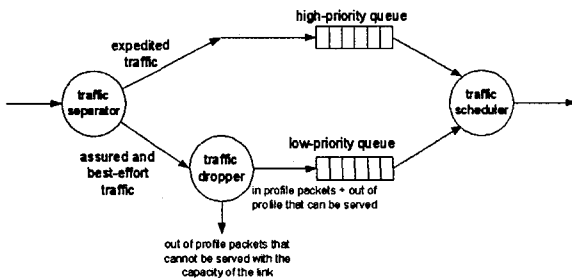 high-priority queue
expedited
traffic
traffic
separator
traffic
scheduler
assured and
best-effort
traffic
traffic
dropper
low-priority queue
in profile packets + out of
profile that can be served
out of profile packets that
cannot be served with the
capacity of the link